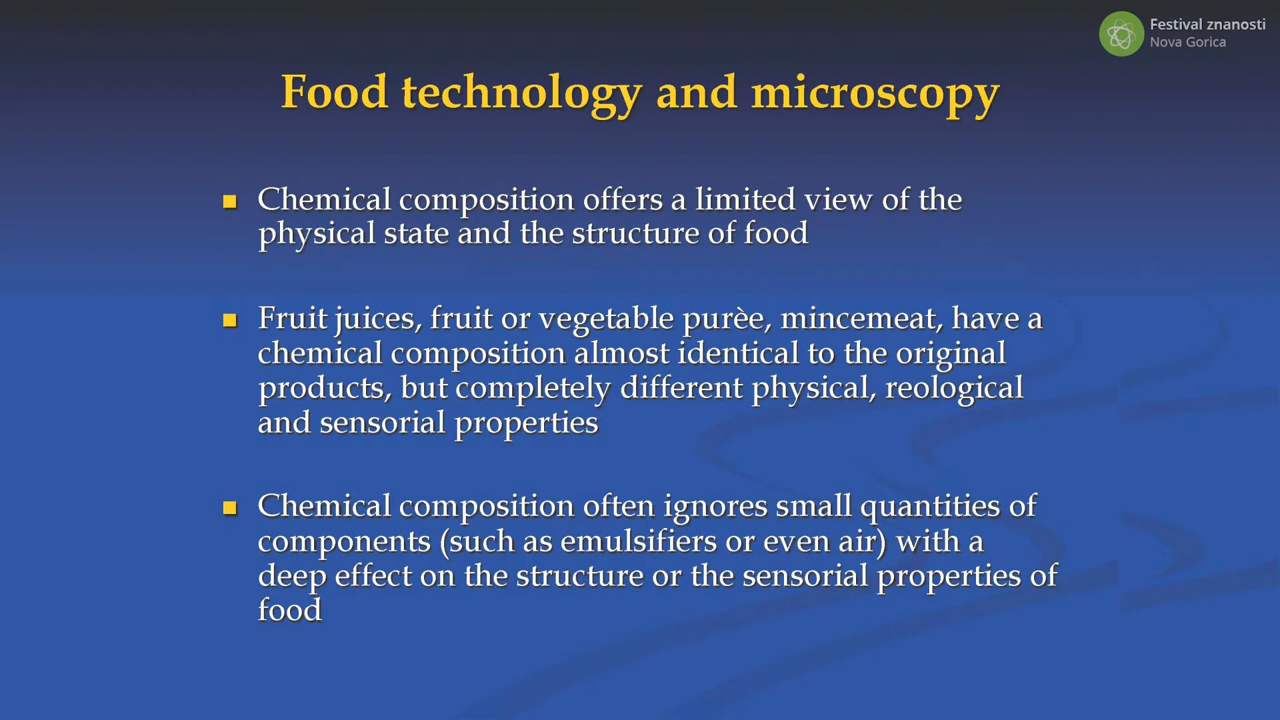 Festival znanosti
Nova Gorica
Food technology and microscopy
Chemical composition offers a limited view of the
physical state and the structure of food
Fruit juices, fruit or vegetable purèe, mincemeat, have a
chemical composition almost identical to the original
products, but completely different physical, reological
and sensorial properties
Chemical composition often ignores small quantities of
components (such as emulsifiers or even air) with a
deep effect on the structure or the sensorial properties of
food